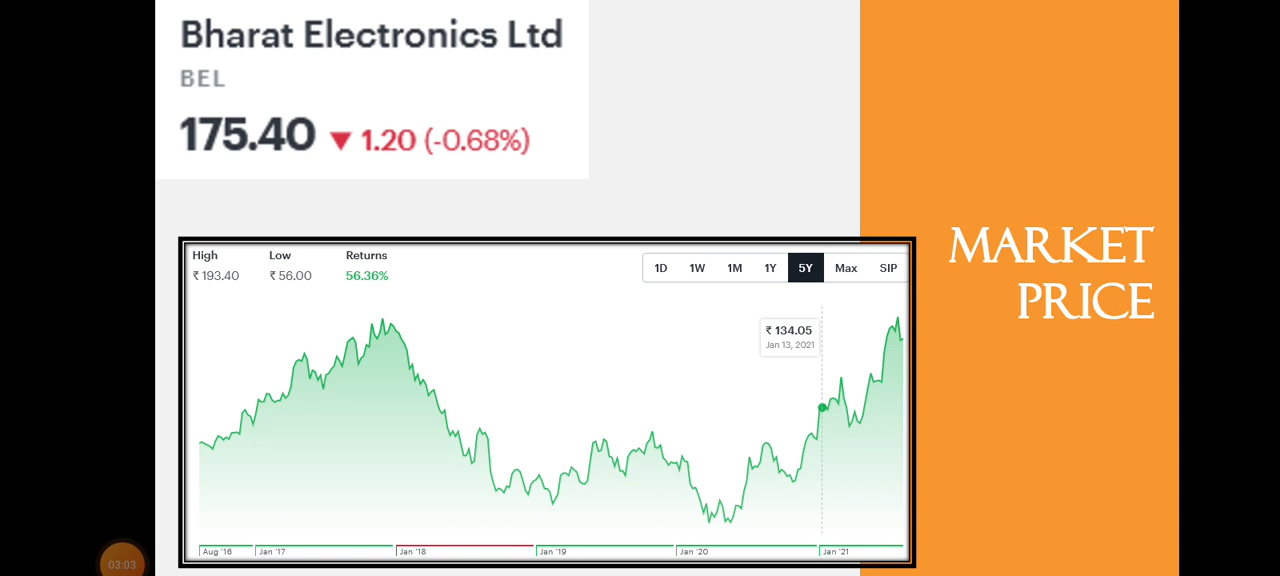 Bharat Electronics Ltd
BEL
175.40 ▼ 1.20 (-0.68%)
MARKET
PRICE
High Low Returns
₹ 193.40 ₹ 56.00 56.36%
1D 1W 1M 1Y 5Y Max SIP
₹ 134.05
Jan 13, 2021
Aug '16 Jan '17 Jan '18 Jan '19 Jan '20 Jan '21
03:03